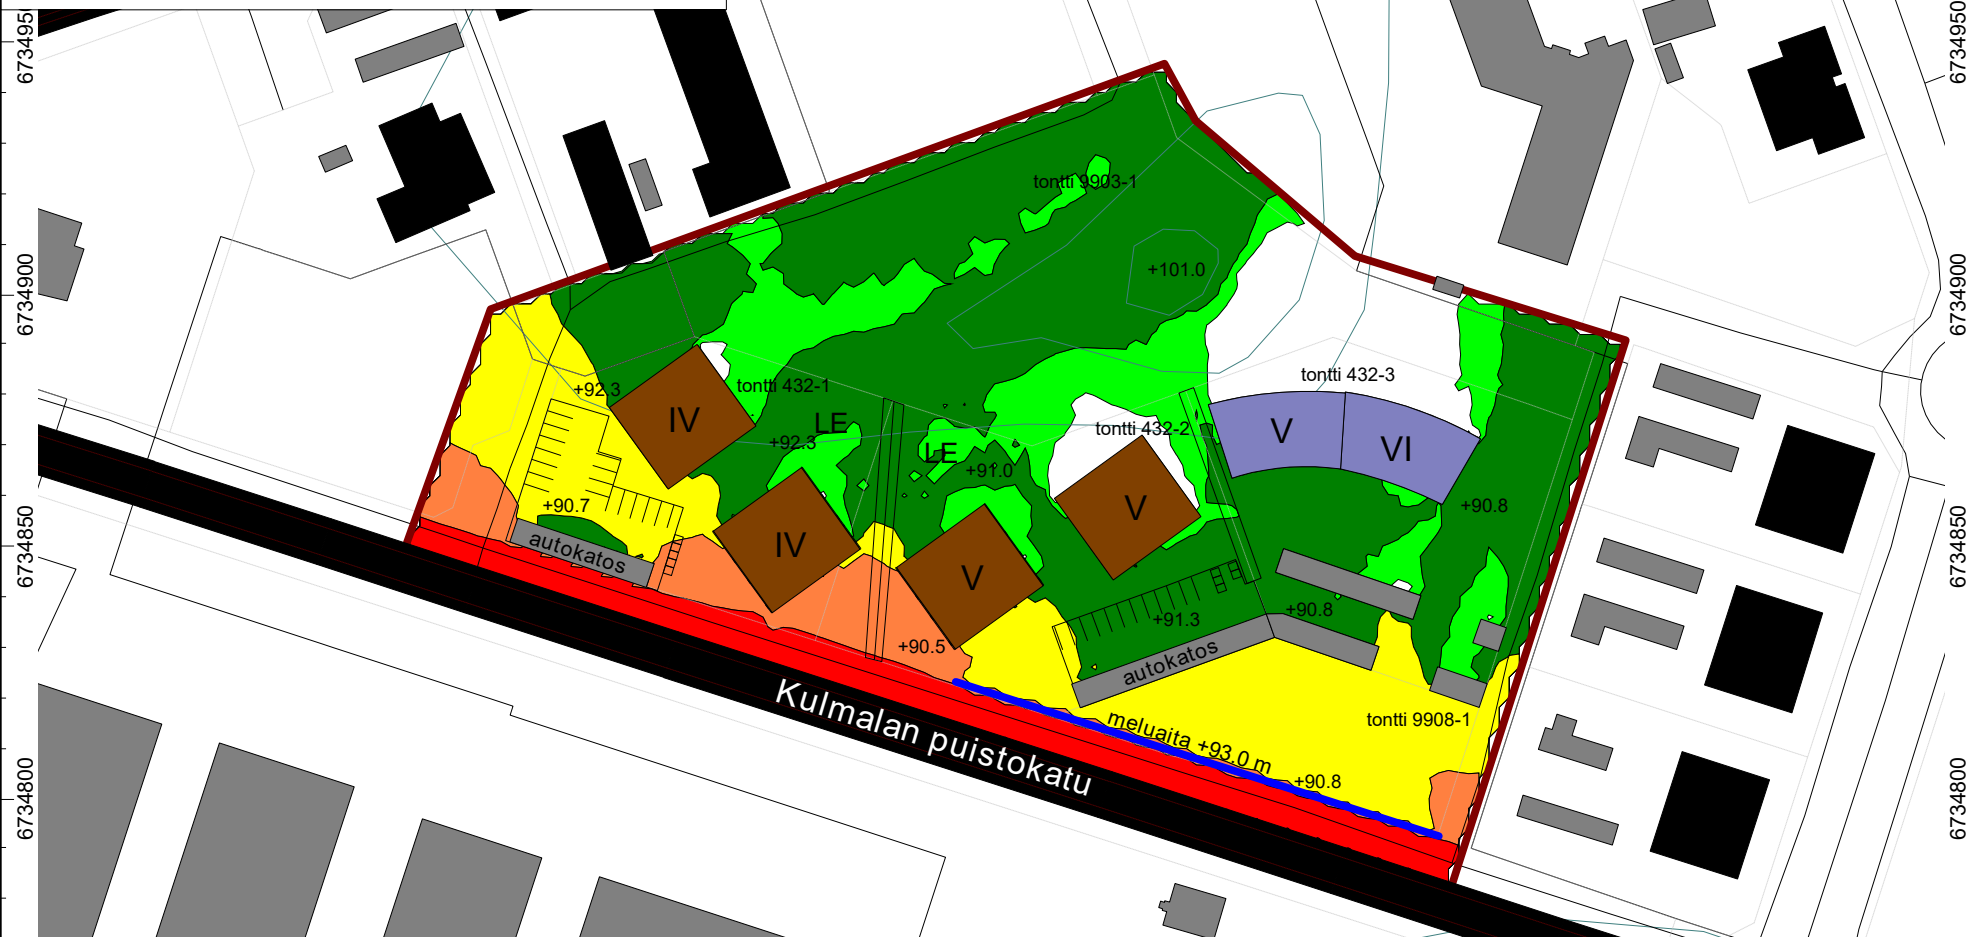 6734950
6734950
tontti 9903-1
+101.0
6734900
6734900
tontti 432-3
+92.3
tontti 432-1
IV
LE
tontti 432-2
V
VI
+92.3
LE
+91.0
+90.7
V
+90.8
autokatos
IV
6734850
6734850
V
+90.8
+91.3
+90.5
autokatos
Kulmalan puistokatu
meluaita +93.0 m
tontti 9908-1
+90.8
6734800
6734800